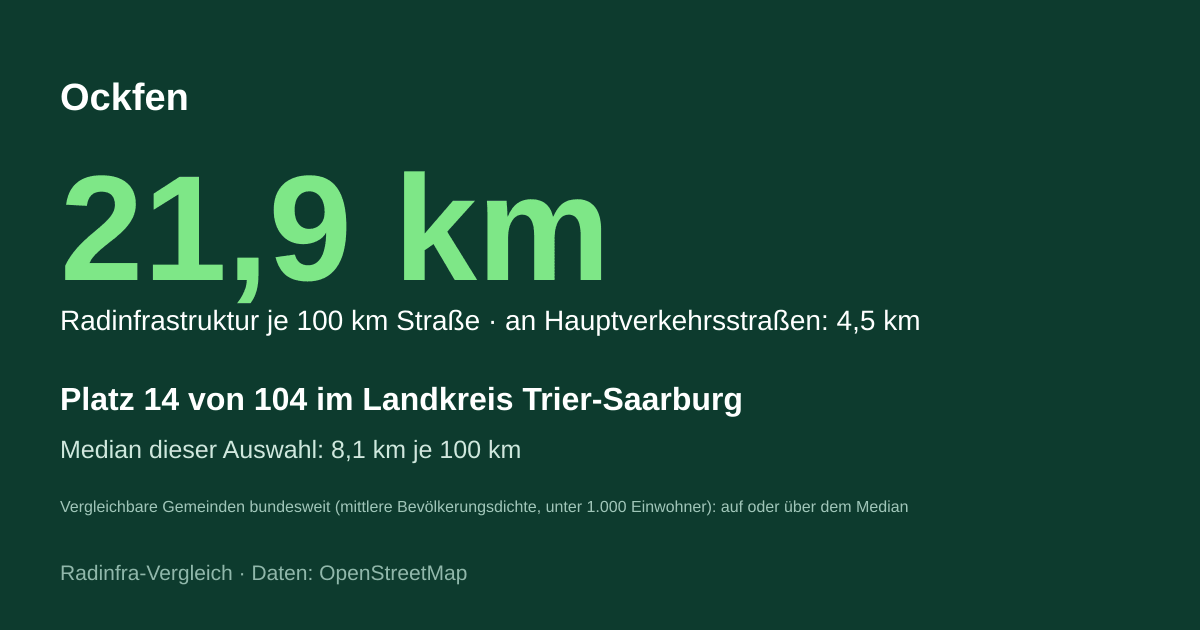 Ockfen
21,9 km
Radinfrastruktur je 100 km Straße · an Hauptverkehrsstraßen: 4,5 km
Platz 14 von 104 im Landkreis Trier-Saarburg
Median dieser Auswahl: 8,1 km je 100 km
Vergleichbare Gemeinden bundesweit (mittlere Bevölkerungsdichte, unter 1.000 Einwohner): auf oder über dem Median
Radinfra-Vergleich · Daten: OpenStreetMap